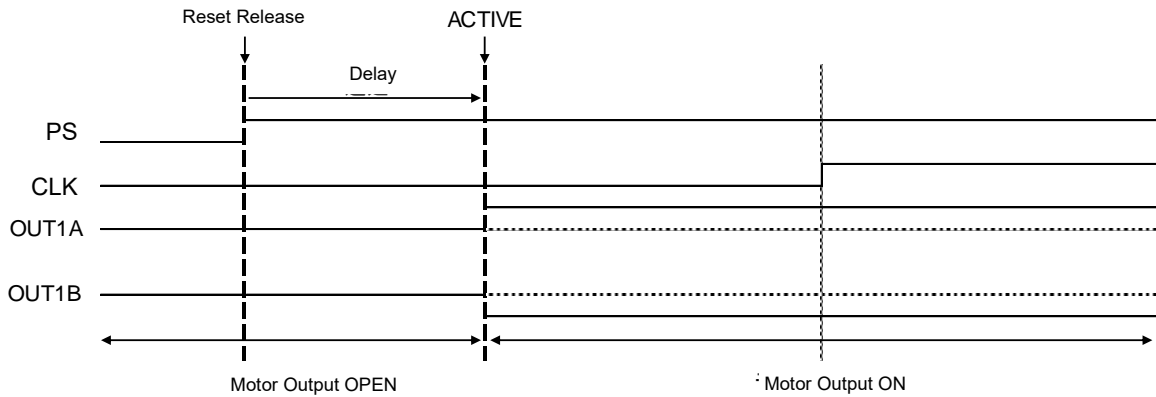 Reset Release
ACTIVE
Delay
PS
CLK
OUT1A
OUT1B
Motor Output OPEN
Motor Output ON